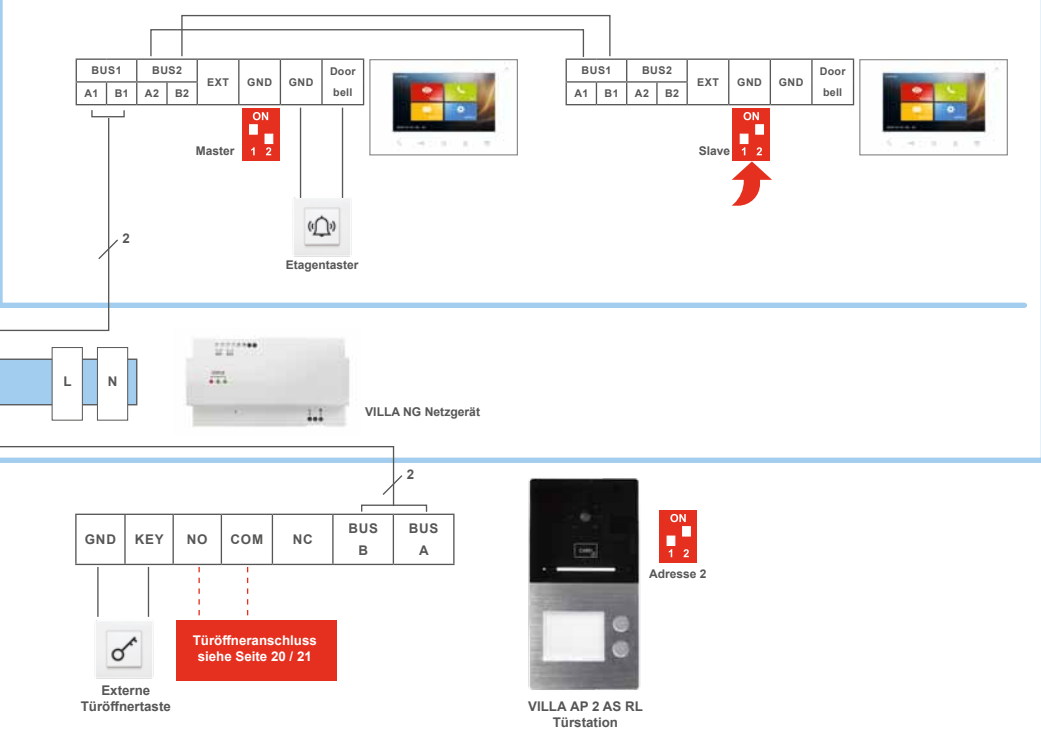 BUS1 BUS2 EXT GND GND Door bell
A1 B1 A2 B2
ON
1 2
Master
Etagentaster
BUS1 BUS2 EXT GND GND Door bell
A1 B1 A2 B2
ON
1 2
Slave
2
L N
VILLA NG Netzgerät
2
GND KEY NO COM NC BUS B BUS A
Türöffneranschluss
siehe Seite 20 / 21
Externe
Türöffnertaste
ON
1 2
Adresse 2
VILLA AP 2 AS RL
Türstation